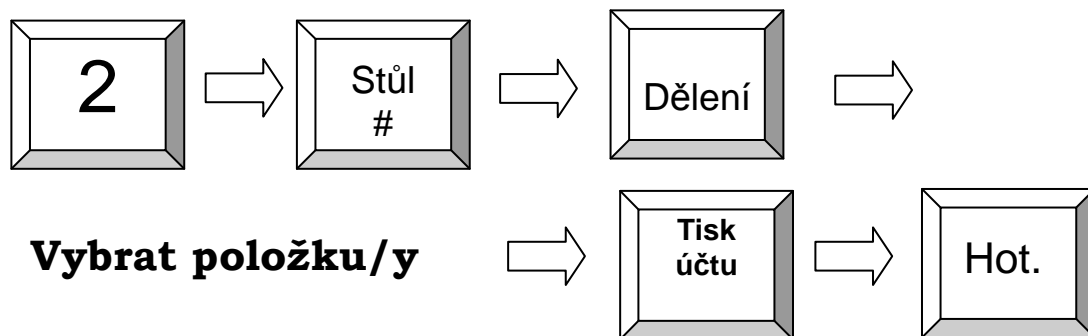 2
Stůl
#
Dělení
Vybrat položku/y
Tisk
účtu
Hot.